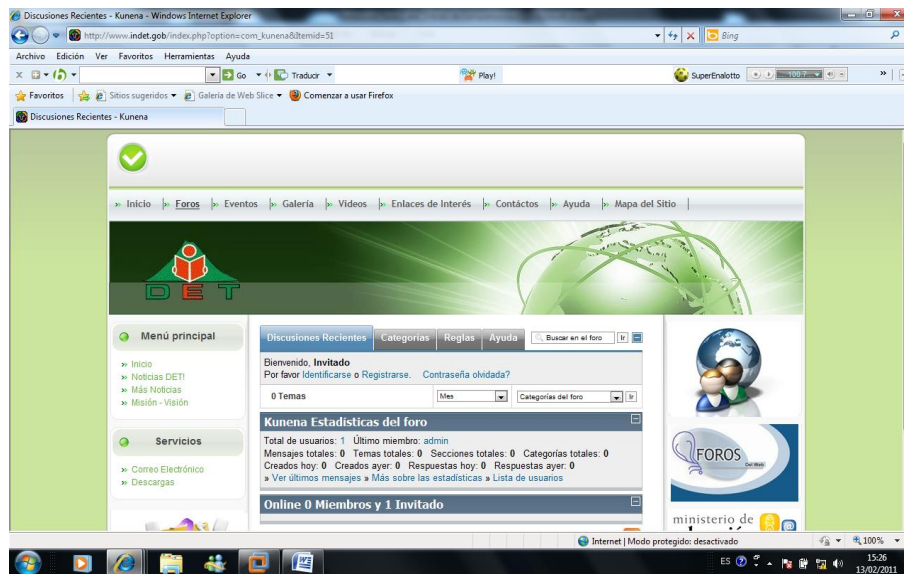 Discusiones Recientes - Kunena - Windows Internet Explorer
http://www.indet.gob/index.php?option=com_kunena&Itemid=51
Bing
Archivo Edición Ver Favoritos Herramientas Ayuda
Go Traducir Play! SuperEnalotto 100 7
Favoritos Sitios sugeridos Galería de Web Slice Comenzar a usar Firefox
Discusiones Recientes - Kunena
Inicio Foros Eventos Galería Videos Enlaces de Interés Contáctos Ayuda Mapa del Sitio
DET
Menú principal
Inicio
Noticias DET!
Más Noticias
Misión - Visión
Servicios
Correo Electrónico
Descargas
Discusiones Recientes Categorías Reglas Ayuda Buscar en el foro Ir
Bienvenido, Invitado
Por favor Identificarse o Registrarse. Contraseña olvidada?
0 Temas Mes Categorías del foro Ir
Kunena Estadísticas del foro
Total de usuarios: 1 Último miembro: admin
Mensajes totales: 0 Temas totales: 0 Secciones totales: 0 Categorías totales: 0
Creados hoy: 0 Creados ayer: 0 Respuestas hoy: 0 Respuestas ayer: 0
» Ver últimos mensajes » Más sobre las estadísticas » Lista de usuarios
Online 0 Miembros y 1 Invitado
FOROS
Del Web
ministerio de
Internet | Modo protegido: desactivado 100%
ES 15:26
13/02/2011